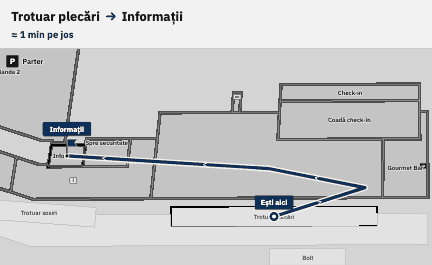 Trotuar plecări → Informații
≈ 1 min pe jos
P Parter
Check-in
Coadă check-in
Informații
Spre securitate
Gourmet Bar
Ești aici
Trotuar sosiri
Boli